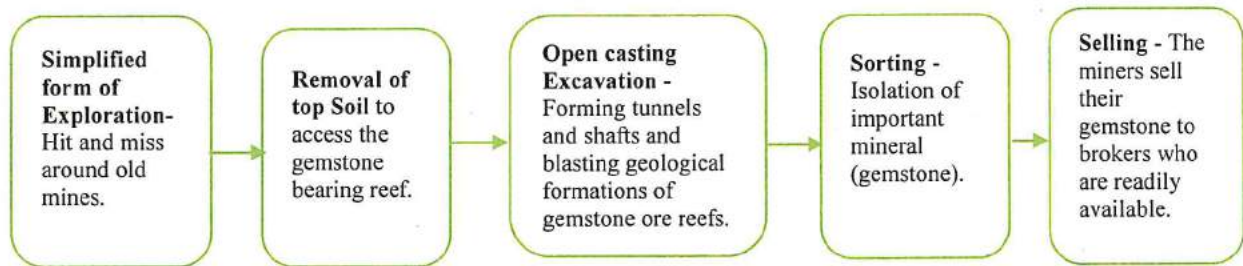 Simplified
form of
Exploration-
Hit and miss
around old
mines.
Removal of
top Soil to
access the
gemstone
bearing reef.
Open casting
Excavation -
Forming tunnels
and shafts and
blasting geological
formations of
gemstone ore reefs.
Sorting -
Isolation of
important
mineral
(gemstone).
Selling - The
miners sell
their
gemstone to
brokers who
are readily
available.